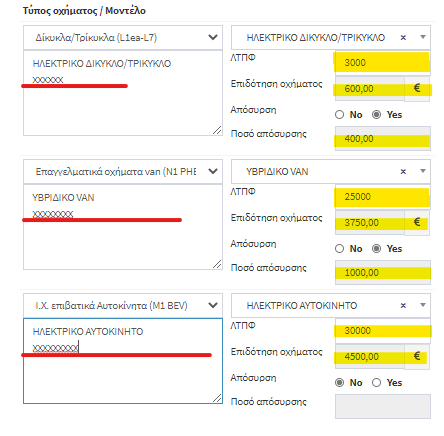 Τύπος οχήματος / Μοντέλο
Δίκυκλα/Τρίκυκλα (L1ea-L7)
ΗΛΕΚΤΡΙΚΟ ΔΙΚΥΚΛΟ/ΤΡΙΚΥΚΛΟ ×
ΗΛΕΚΤΡΙΚΟ ΔΙΚΥΚΛΟ/ΤΡΙΚΥΚΛΟ
XXXXXX
ΛΤΠΦ 3000
Επιδότηση οχήματος 600,00 €
Απόσυρση No Yes
Ποσό απόσυρσης 400,00
Επαγγελματικά οχήματα van (N1 PHE
ΥΒΡΙΔΙΚΟ VAN ×
ΥΒΡΙΔΙΚΟ VAN
XXXXXXXX
ΛΤΠΦ 25000
Επιδότηση οχήματος 3750,00 €
Απόσυρση No Yes
Ποσό απόσυρσης 1000,00
Ι.Χ. επιβατικά Αυτοκίνητα (M1 BEV)
ΗΛΕΚΤΡΙΚΟ ΑΥΤΟΚΙΝΗΤΟ ×
ΗΛΕΚΤΡΙΚΟ ΑΥΤΟΚΙΝΗΤΟ
XXXXXXXXX
ΛΤΠΦ 30000
Επιδότηση οχήματος 4500,00 €
Απόσυρση No Yes
Ποσό απόσυρσης